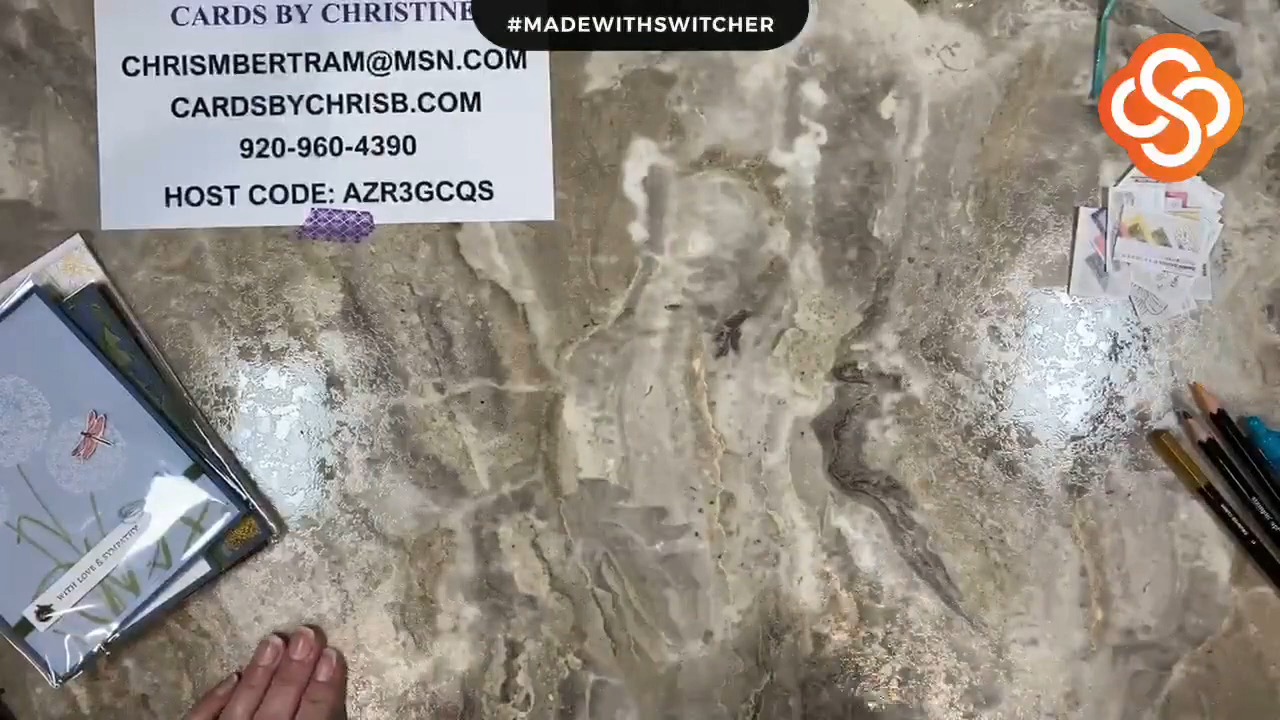 #MADEWITHSWITCHER
CARDS BY CHRISTINE
CHRISMBERTRAM@MSN.COM
CARDSBYCHRISB.COM
920-960-4390
HOST CODE: AZR3GCQS
WITH LOVE & SYMPATHY